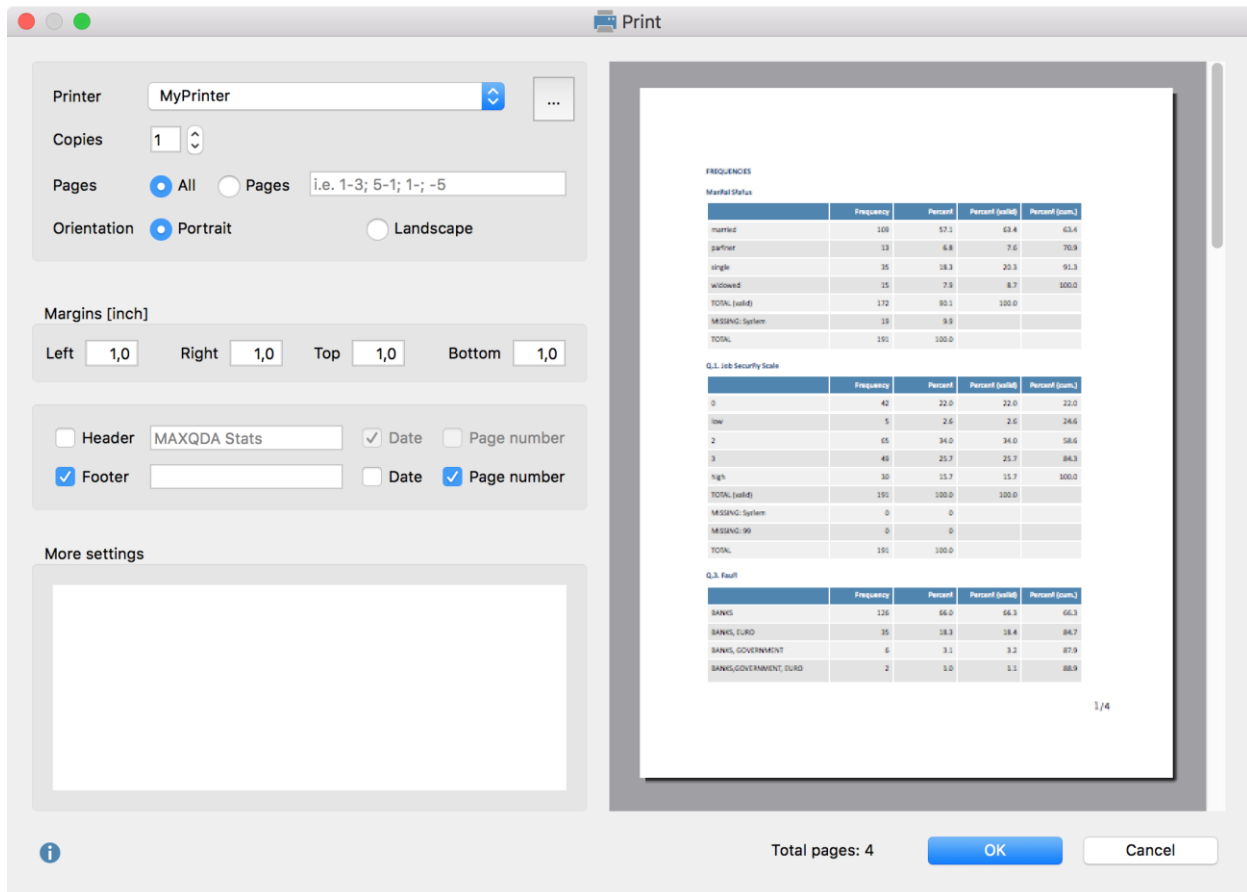 Print
Printer MyPrinter ...
Copies 1
Pages All Pages i.e. 1-3; 5-1; 1-; -5
Orientation Portrait Landscape
Margins [inch]
Left 1,0 Right 1,0 Top 1,0 Bottom 1,0
Header MAXQDA Stats Date Page number
Footer Date Page number
More settings
FREQUENCIES
Marital Status
Frequency Percent Percent (valid) Percent (cum.)
married 109 57.1 63.4 63.4
partner 13 6.8 7.6 70.9
single 35 18.3 20.3 91.3
widowed 15 7.9 8.7 100.0
TOTAL (valid) 172 90.1 100.0
MISSING: System 19 9.9
TOTAL 191 100.0
Q.1. Job Security Scale
Frequency Percent Percent (valid) Percent (cum.)
0 42 22.0 22.0 22.0
low 5 2.6 2.6 24.6
2 65 34.0 34.0 58.6
3 49 25.7 25.7 84.3
high 30 15.7 15.7 100.0
TOTAL (valid) 191 100.0 100.0
MISSING: System 0 0
MISSING: 99 0 0
TOTAL 191 100.0
Q.3. Fault
Frequency Percent Percent (valid) Percent (cum.)
BANKS 126 66.0 66.3 66.3
BANKS, EURO 35 18.3 18.4 84.7
BANKS, GOVERNMENT 6 3.1 3.2 87.9
BANKS,GOVERNMENT, EURO 2 1.0 1.1 88.9
1/4
Total pages: 4 OK Cancel